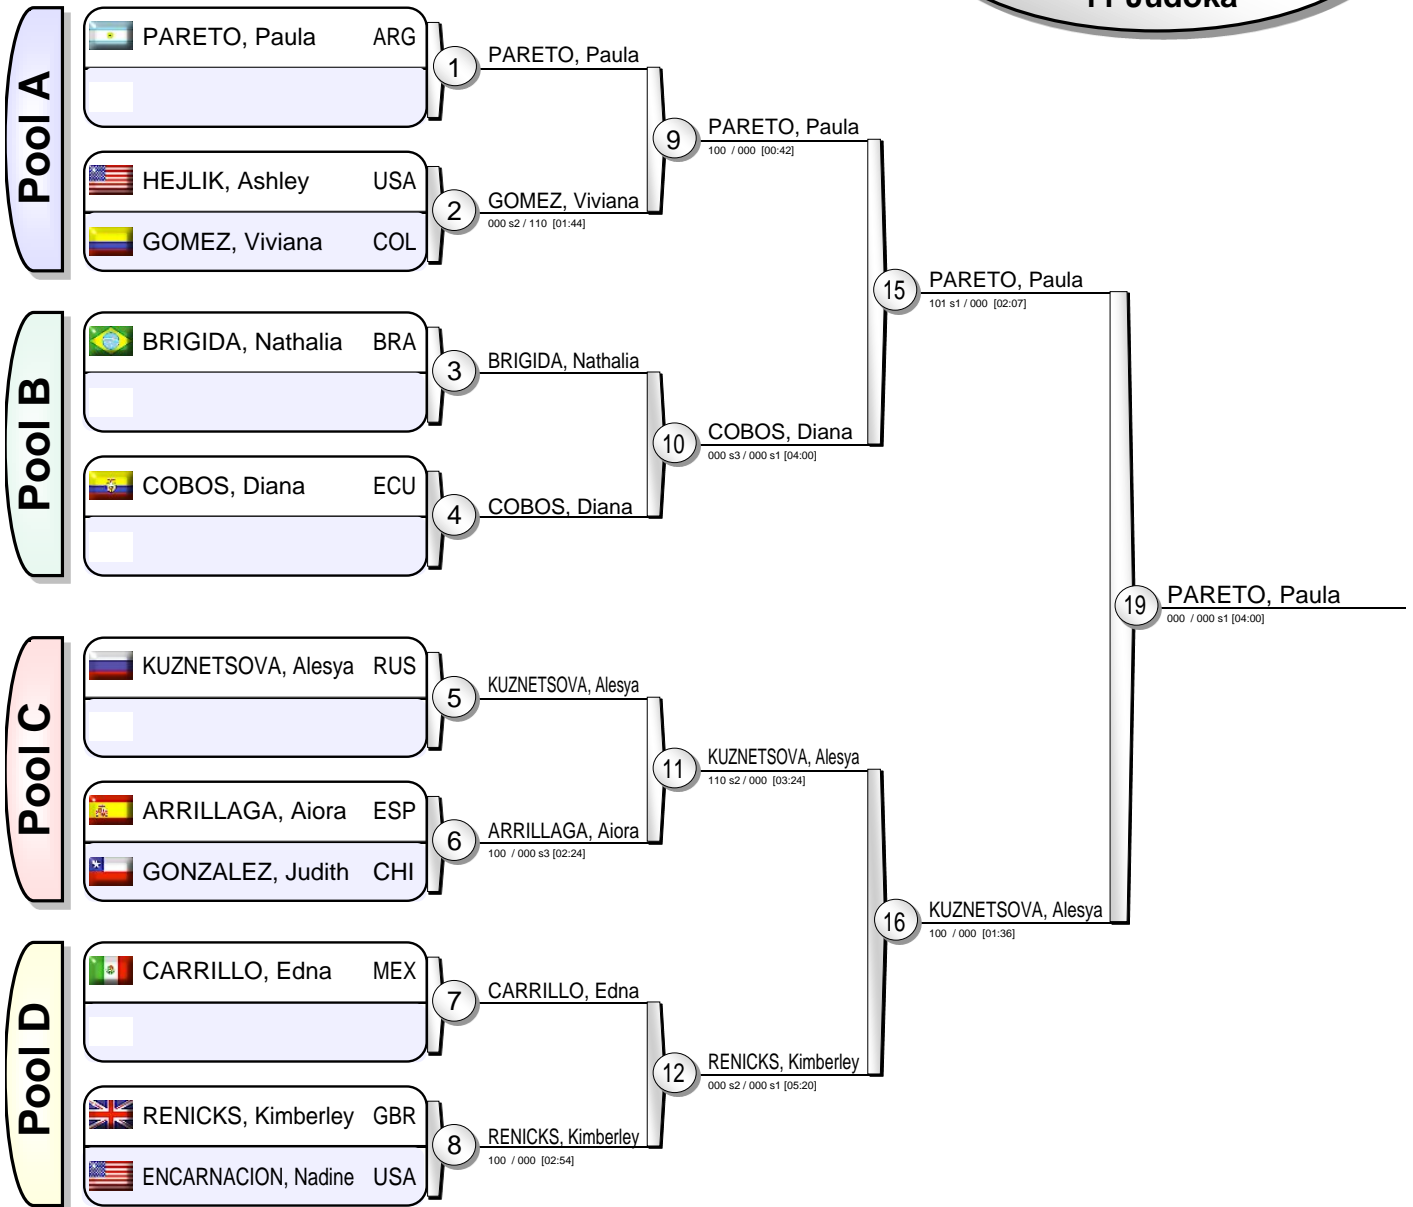 11 Judoka
Pool A
PARETO, Paula ARG
HEJLIK, Ashley USA
GOMEZ, Viviana COL
1
PARETO, Paula
2
GOMEZ, Viviana
000 s2 / 110 [01:44]
9
PARETO, Paula
100 / 000 [00:42]
Pool B
BRIGIDA, Nathalia BRA
COBOS, Diana ECU
3
BRIGIDA, Nathalia
4
COBOS, Diana
10
COBOS, Diana
000 s3 / 000 s1 [04:00]
15
PARETO, Paula
101 s1 / 000 [02:07]
Pool C
KUZNETSOVA, Alesya RUS
ARRILLAGA, Aiora ESP
GONZALEZ, Judith CHI
5
KUZNETSOVA, Alesya
6
ARRILLAGA, Aiora
100 / 000 s3 [02:24]
11
KUZNETSOVA, Alesya
110 s2 / 000 [03:24]
Pool D
CARRILLO, Edna MEX
RENICKS, Kimberley GBR
ENCARNACION, Nadine USA
7
CARRILLO, Edna
8
RENICKS, Kimberley
100 / 000 [02:54]
12
RENICKS, Kimberley
000 s2 / 000 s1 [05:20]
16
KUZNETSOVA, Alesya
100 / 000 [01:36]
19
PARETO, Paula
000 / 000 s1 [04:00]